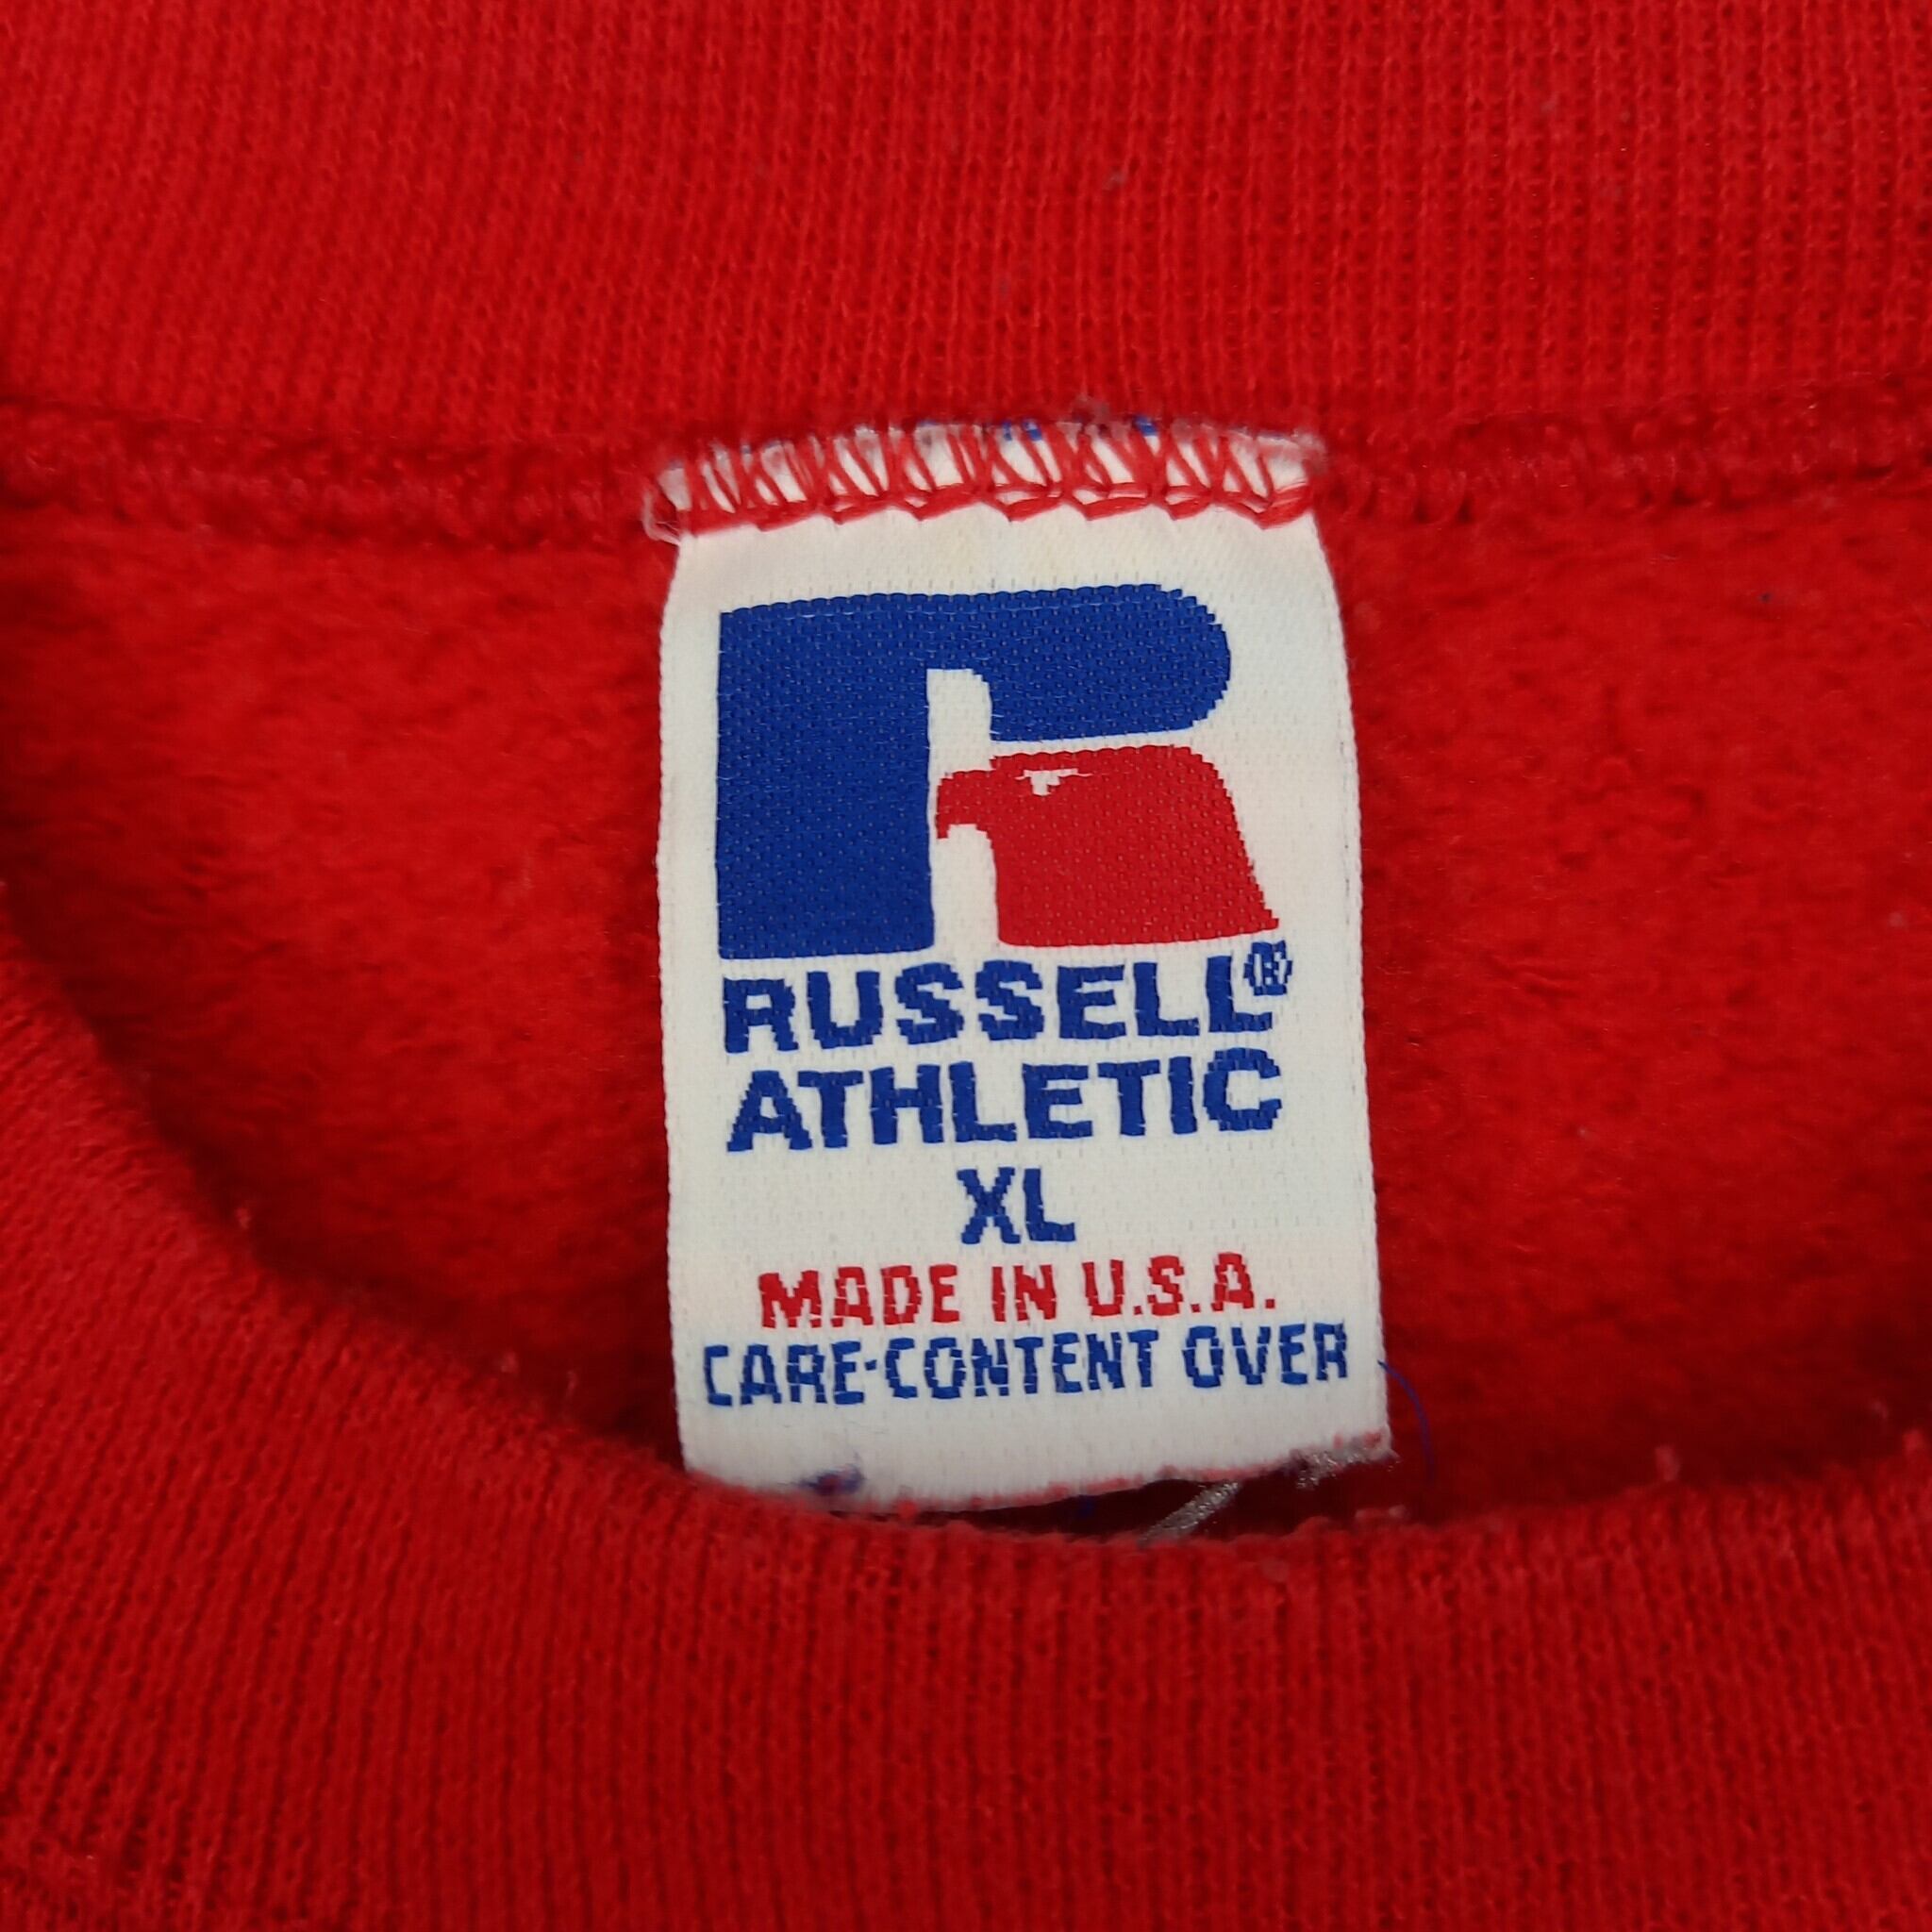 RUSSELL®
ATHLETIC
XL
MADE IN U.S.A.
CARE-CONTENT OVER